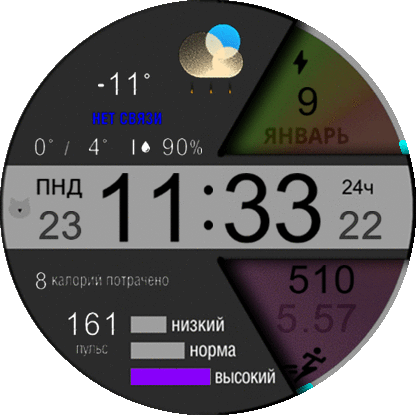 -11°
НЕТ СВЯЗИ
0° / 4° 90%
9
ЯНВАРЬ
ПНД
23
11:33
24ч
22
8 калорий потрачено
161
пульс
низкий
норма
высокий
510
5.57